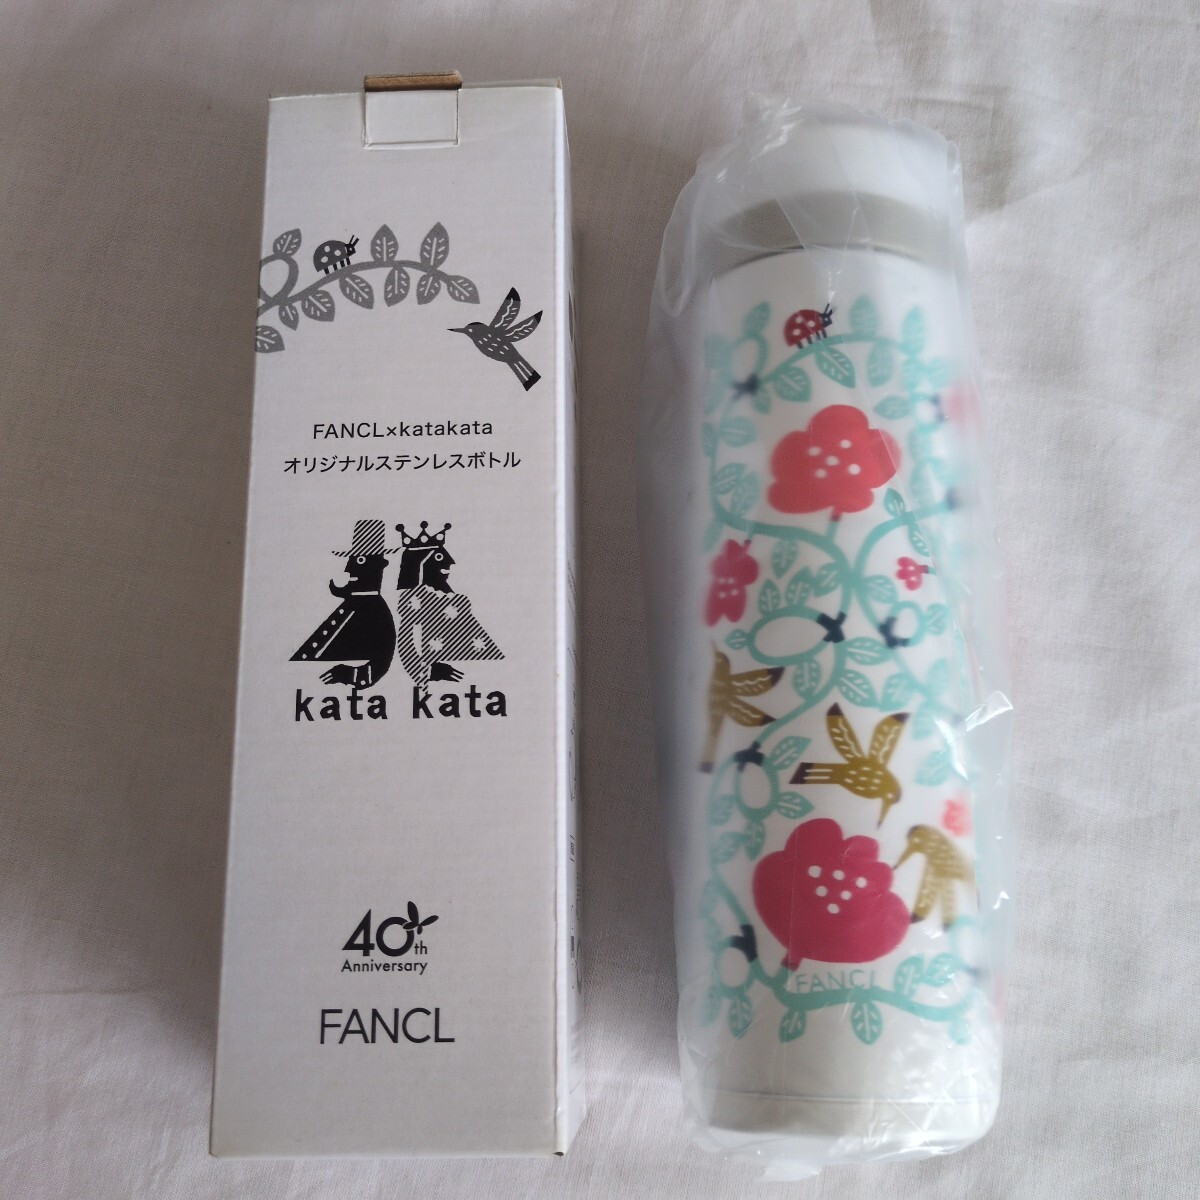 FANCL×katakata
オリジナルステンレスボトル
kata kata
40th
Anniversary
FANCL
FANCL